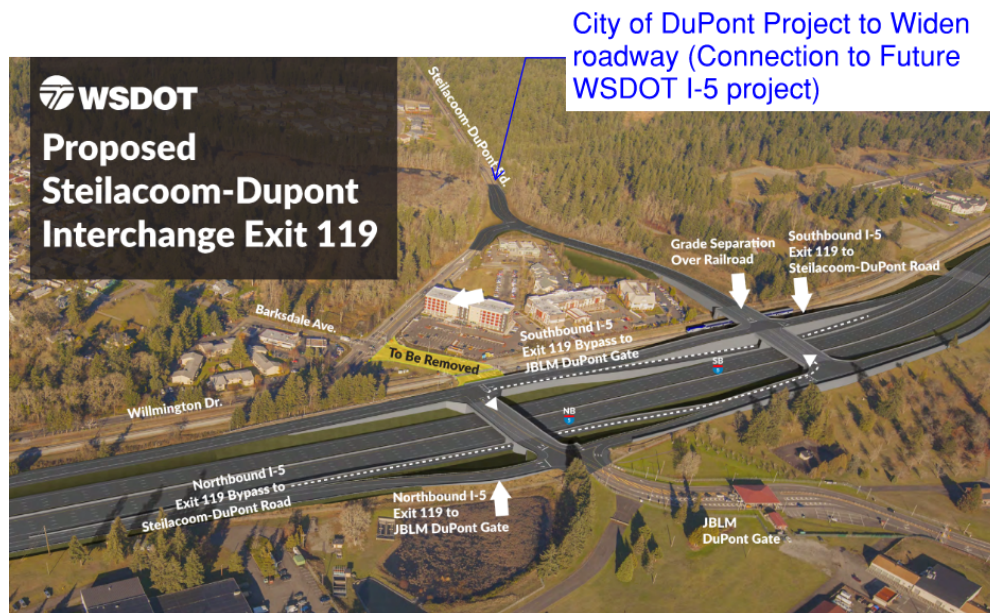 City of DuPont Project to Widen
roadway (Connection to Future
WSDOT I-5 project)
WSDOT
Proposed
Steilacoom-Dupont
Interchange Exit 119
Steilacoom-DuPont Rd.
Grade Separation
Over Railroad
Southbound I-5
Exit 119 to
Steilacoom-DuPont Road
Barksdale Ave.
Southbound I-5
Exit 119 Bypass to
JBLM DuPont Gate
To Be Removed
SB
5
Willmington Dr.
NB
5
Northbound I-5
Exit 119 Bypass to
Steilacoom-DuPont Road
Northbound I-5
Exit 119 to
JBLM DuPont Gate
JBLM
DuPont Gate